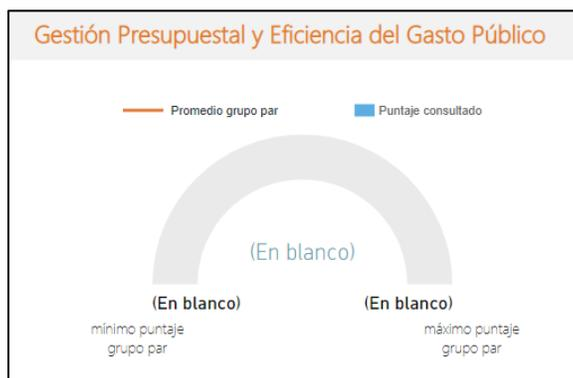 Gestión Presupuestal y Eficiencia del Gasto Público
Promedio grupo par
Puntaje consultado
(En blanco)
(En blanco)
(En blanco)
mínimo puntaje
grupo par
máximo puntaje
grupo par